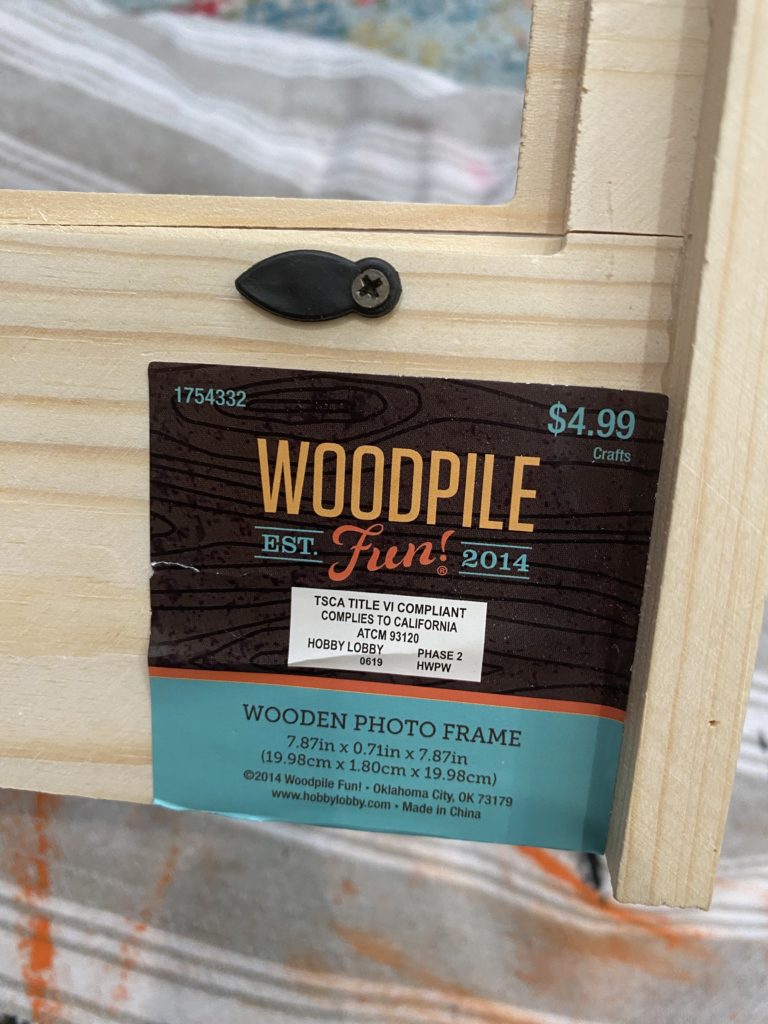 1754332
$4.99
Crafts
WOODPILE
EST. Fun!® 2014
TSCA TITLE VI COMPLIANT
COMPLIES TO CALIFORNIA
ATCM 93120
HOBBY LOBBY PHASE 2
0619 HWPW
WOODEN PHOTO FRAME
7.87in x 0.71in x 7.87in
(19.98cm x 1.80cm x 19.98cm)
©2014 Woodpile Fun! • Oklahoma City, OK 73179
www.hobbylobby.com • Made in China